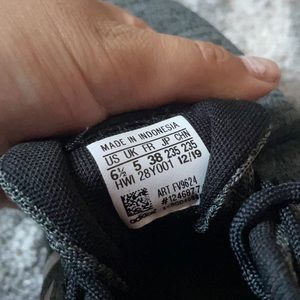 MADE IN INDONESIA
US UK FR JP CHN
6½ 5 38 235 235
HWI 28Y001 12/19
ART FV9624
adidas